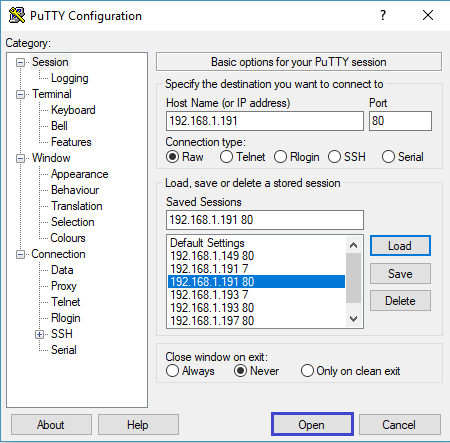 PuTTY Configuration
?
Category:
Session
Logging
Terminal
Keyboard
Bell
Features
Window
Appearance
Behaviour
Translation
Selection
Colours
Connection
Data
Proxy
Telnet
Rlogin
SSH
Serial
Basic options for your PuTTY session
Specify the destination you want to connect to
Host Name (or IP address) Port
192.168.1.191 80
Connection type:
Raw Telnet Rlogin SSH Serial
Load, save or delete a stored session
Saved Sessions
192.168.1.191 80
Default Settings
192.168.1.149 80
192.168.1.191 7
192.168.1.191 80
192.168.1.193 7
192.168.1.193 80
192.168.1.197 80
Load
Save
Delete
Close window on exit:
Always Never Only on clean exit
About Help Open Cancel